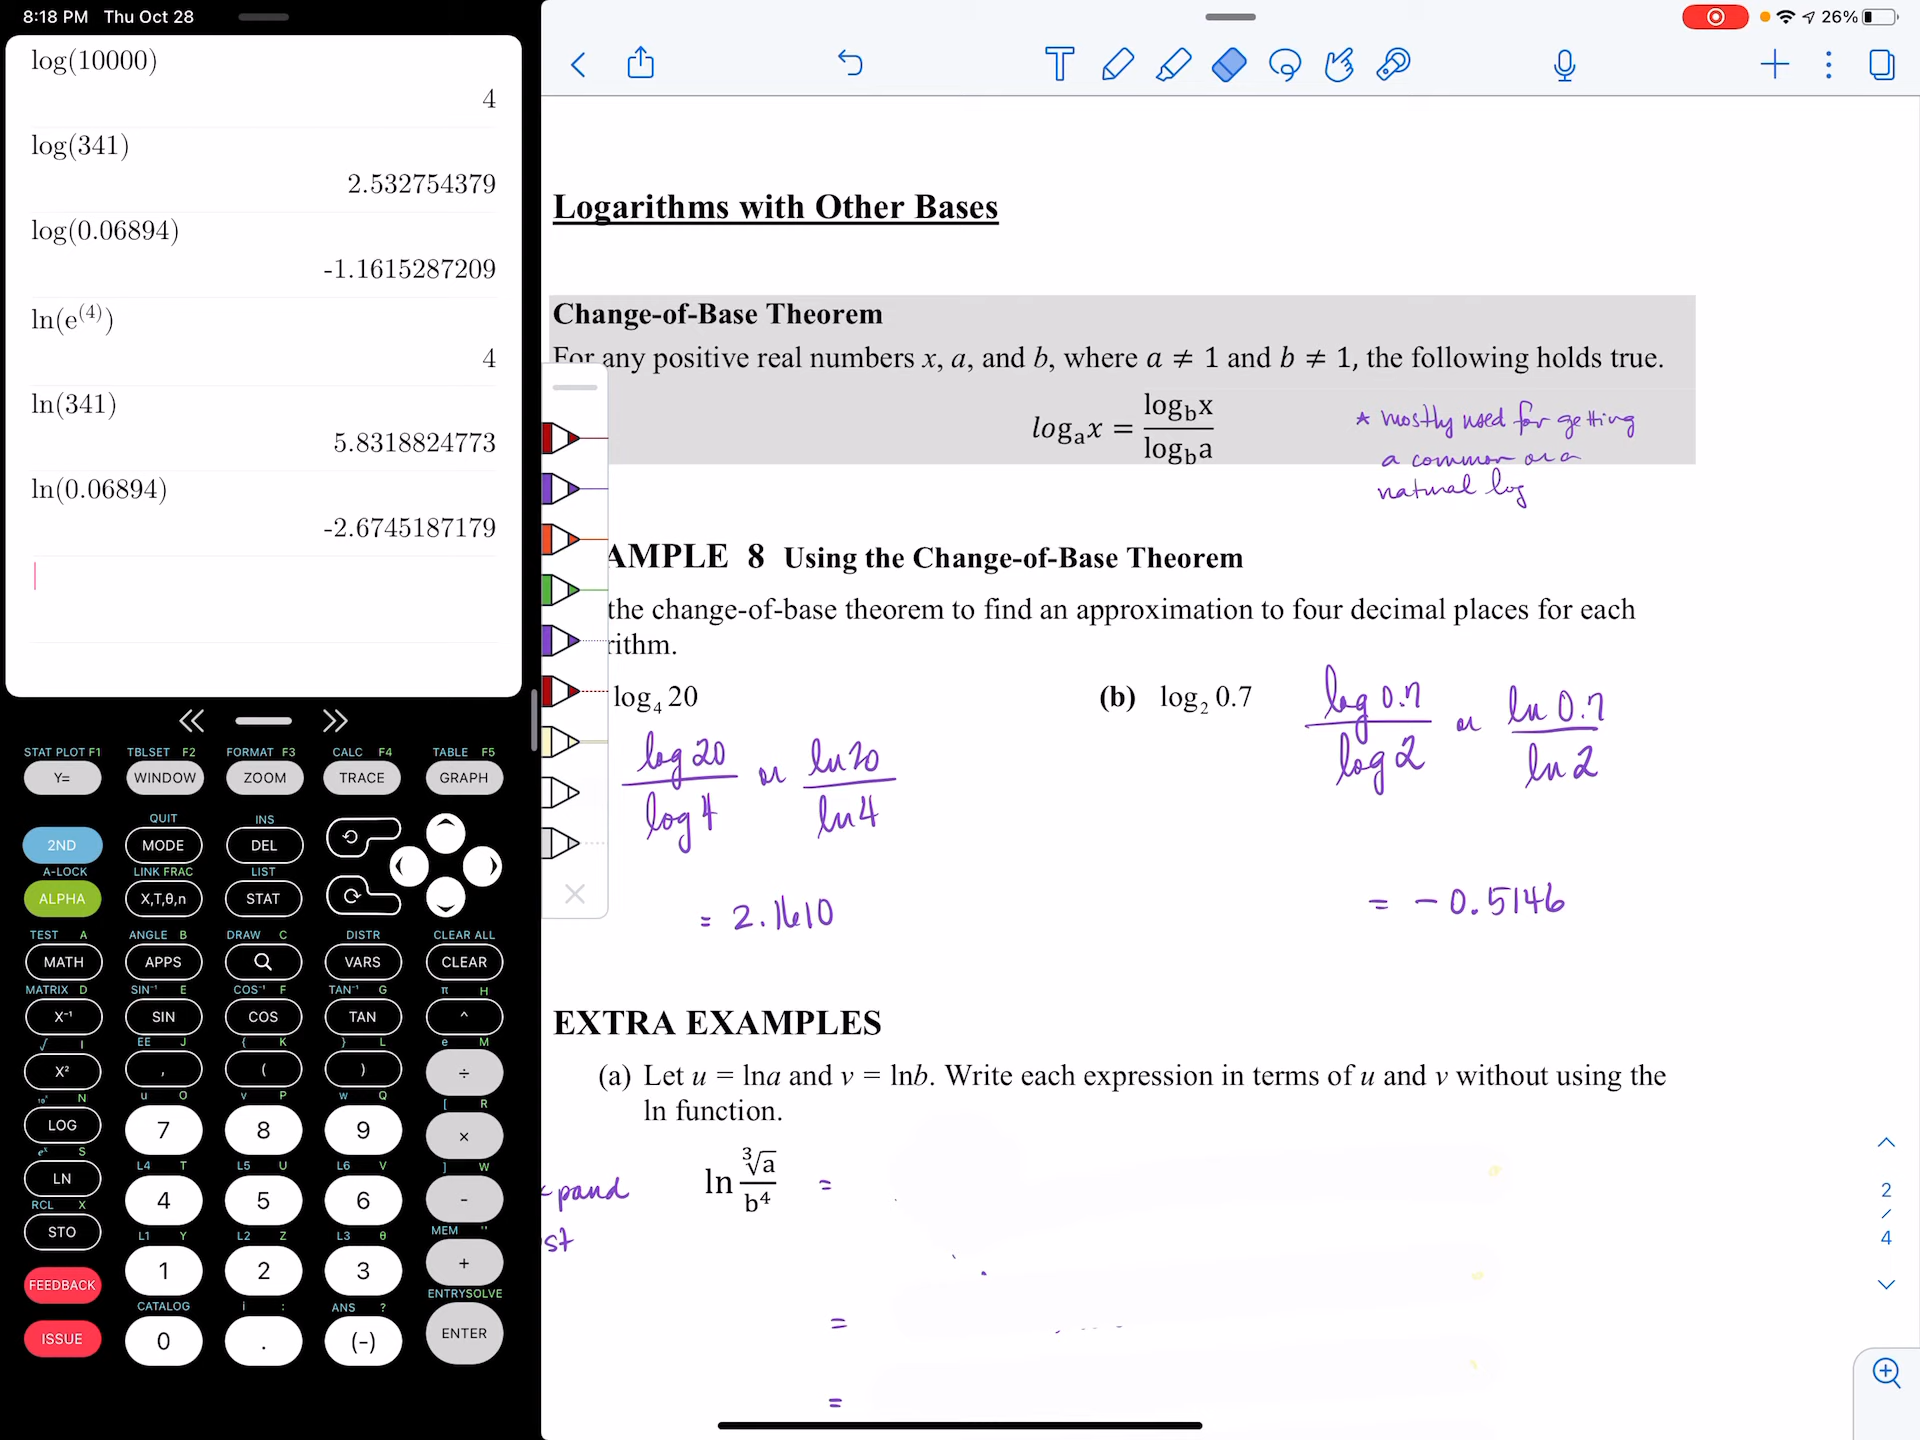 8:18 PM Thu Oct 28
26%
log(10000)
4
log(341)
2.532754379
log(0.06894)
-1.1615287209
ln(e^(4))
4
ln(341)
5.8318824773
ln(0.06894)
-2.6745187179
STAT PLOT F1 TBLSET F2 FORMAT F3 CALC F4 TABLE F5
Y= WINDOW ZOOM TRACE GRAPH
QUIT INS
2ND MODE DEL
A-LOCK LINK FRAC LIST
ALPHA X,T,θ,n STAT
TEST A ANGLE B DRAW C DISTR CLEAR ALL
MATH APPS VARS CLEAR
MATRIX D SIN⁻¹ E COS⁻¹ F TAN⁻¹ G π H
X⁻¹ SIN COS TAN ^
√ I EE J { K } L e M
X² , ( ) ÷
10ˣ N u O v P w Q [ R
LOG 7 8 9 ×
eˣ S L4 T L5 U L6 V ] W
LN 4 5 6 -
RCL X L1 Y L2 Z L3 θ MEM "
STO 1 2 3 +
FEEDBACK CATALOG i : ANS ? ENTRY SOLVE
ISSUE 0 . (-) ENTER
Logarithms with Other Bases
Change-of-Base Theorem
For any positive real numbers x, a, and b, where a ≠ 1 and b ≠ 1, the following holds true.
logₐx = log_b x / log_b a
* mostly used for getting
a common or a
natural log
AMPLE 8 Using the Change-of-Base Theorem
the change-of-base theorem to find an approximation to four decimal places for each
rithm.
log₄ 20
(b) log₂ 0.7
log 20 / log 4 or ln 20 / ln 4
log 0.7 / log 2 or ln 0.7 / ln 2
= 2.1610
= -0.5146
EXTRA EXAMPLES
(a) Let u = lna and v = lnb. Write each expression in terms of u and v without using the
ln function.
ln ∛a / b⁴ =
pand
st
=
=
2
/
4